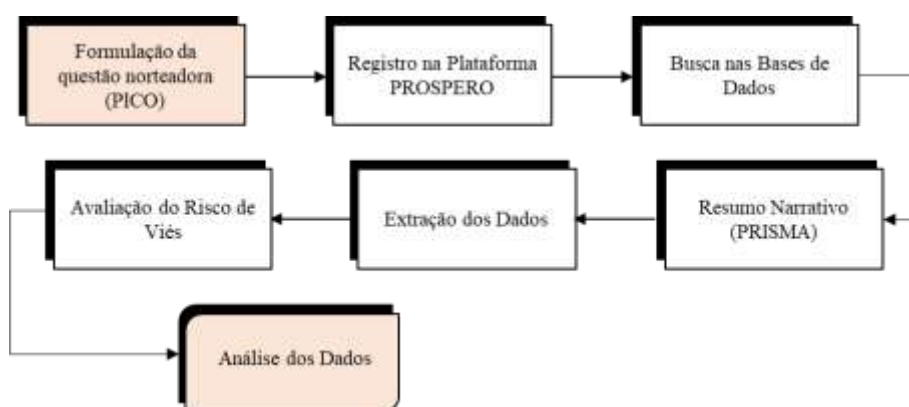 Formulação da
questão norteadora
(PICO)
Registro na Plataforma
PROSPERO
Busca nas Bases de
Dados
Avaliação do Risco de
Viés
Extração dos Dados
Resumo Narrativo
(PRISMA)
Análise dos Dados